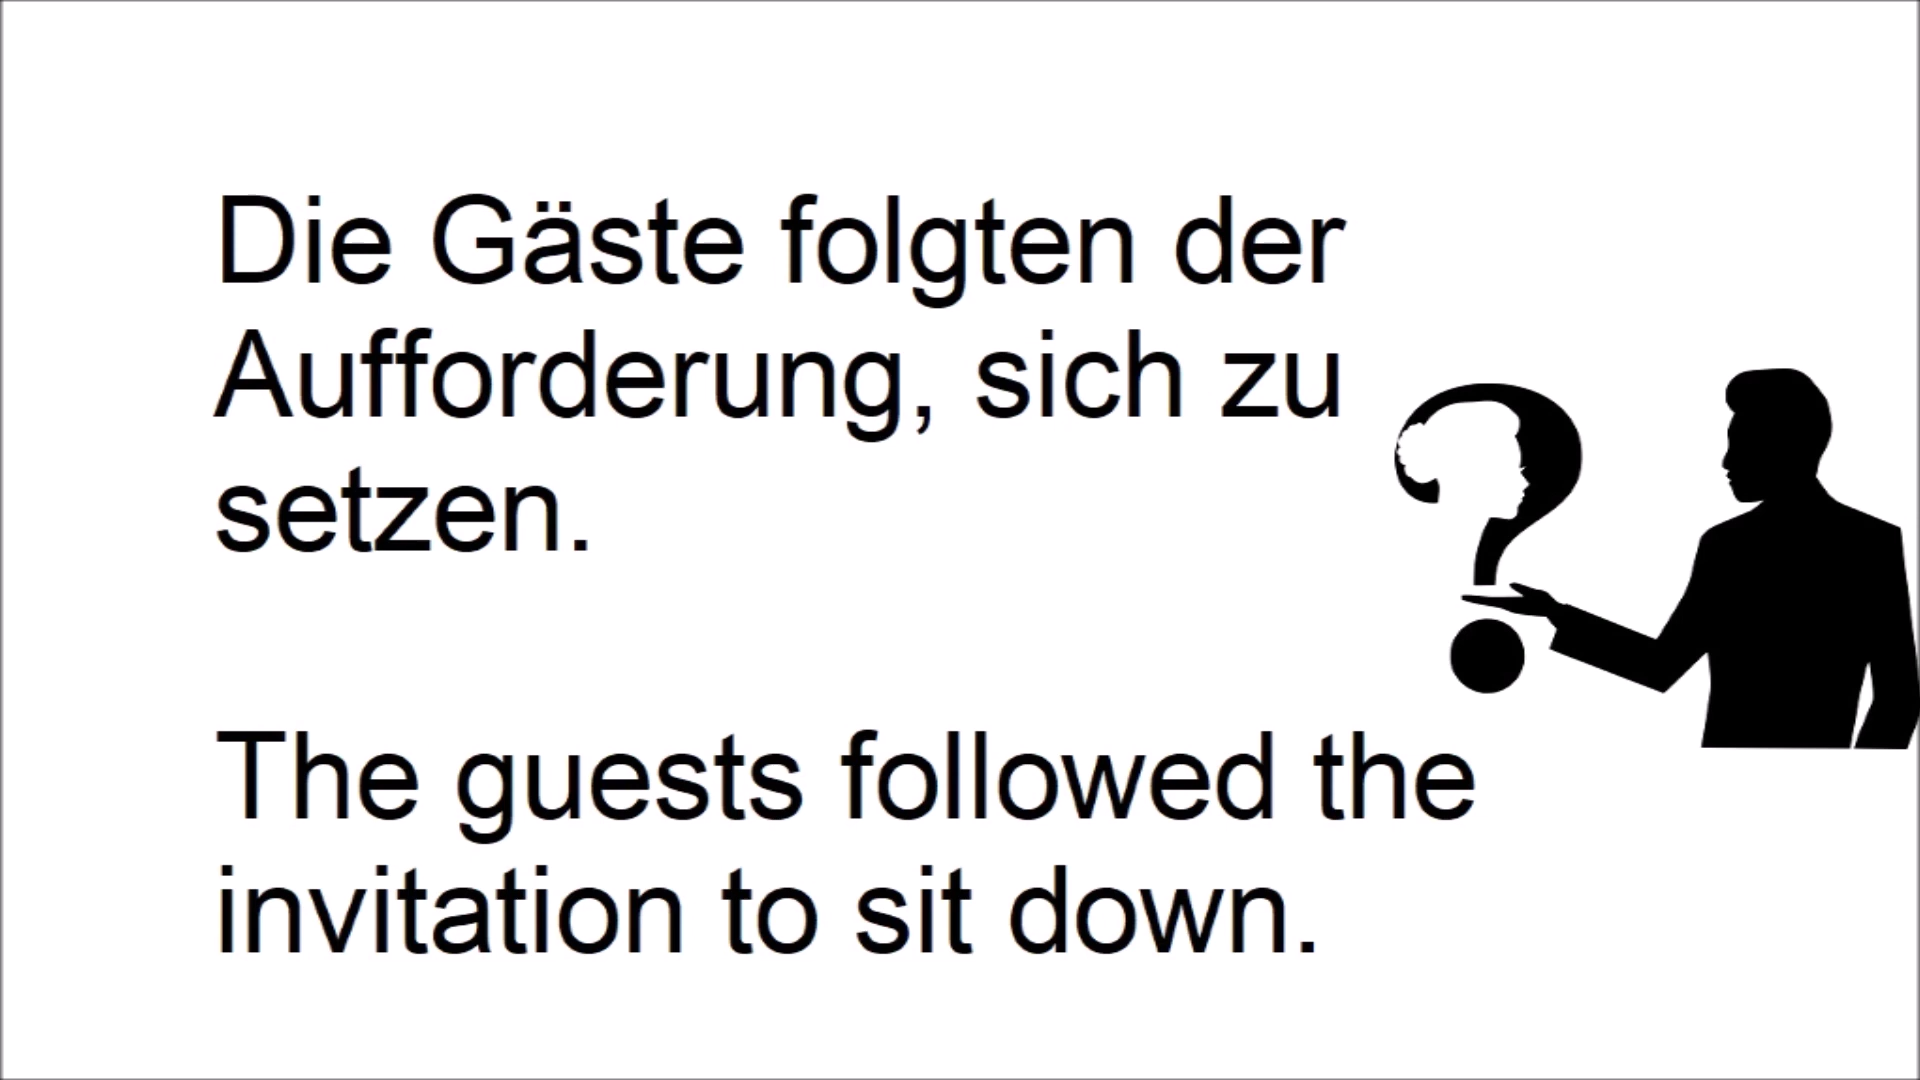 Die Gäste folgten der
Aufforderung, sich zu
setzen.
The guests followed the
invitation to sit down.